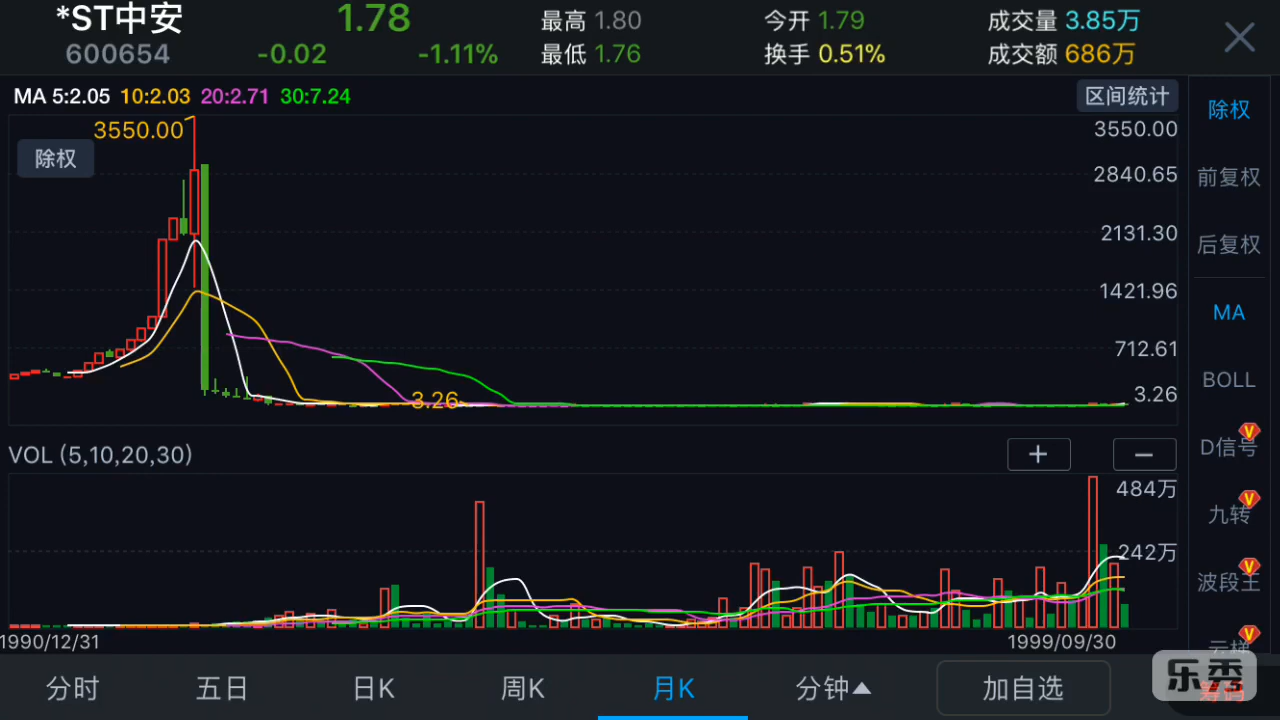 *ST中安 1.78 最高 1.80 今开 1.79 成交量 3.85万
600654 -0.02 -1.11% 最低 1.76 换手 0.51% 成交额 686万
MA 5:2.05 10:2.03 20:2.71 30:7.24 区间统计
除权
3550.00 3550.00
除权
2840.65
前复权
2131.30
后复权
1421.96
MA
712.61
BOLL
3.26 3.26
VOL (5,10,20,30) + −
D信号
484万
九转
242万
波段王
1990/12/31 1999/09/30
云梯
乐秀
筹码
分时 五日 日K 周K 月K 分钟 加自选